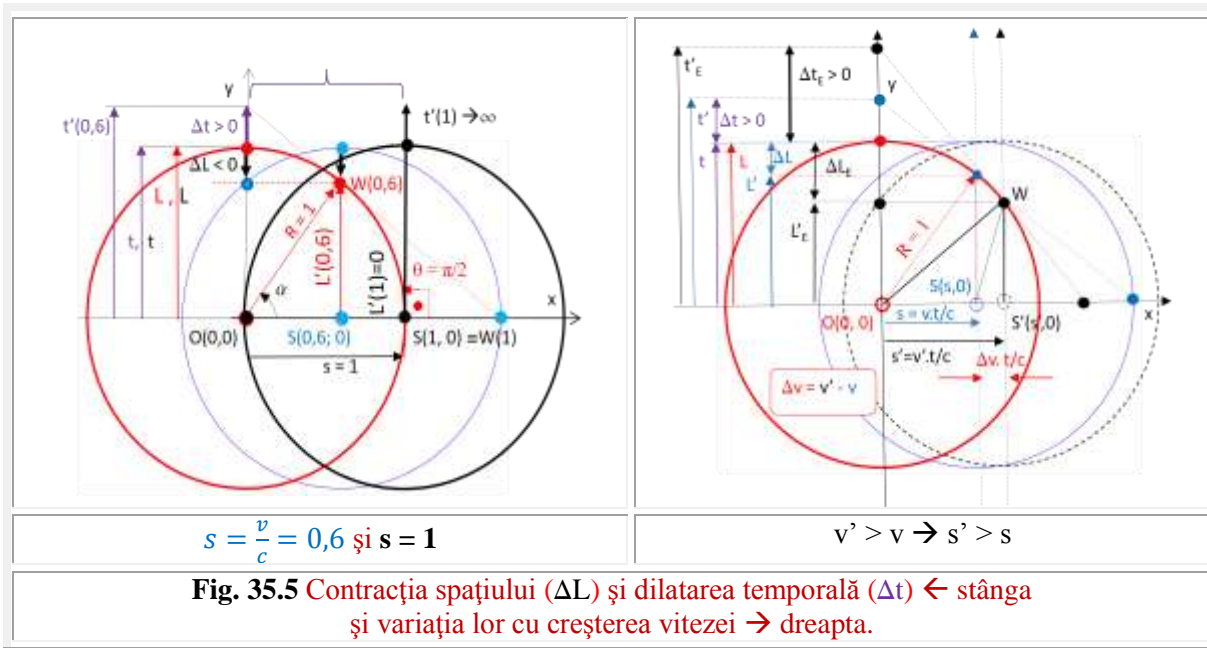 y
t'(0,6)
Δt > 0
t'(1) →∞
ΔL < 0
W(0,6)
L , L
t, t
R = 1
L'(0,6)
L'(1)=0
θ = π/2
α
x
O(0,0)
S(0,6; 0)
S(1, 0) ≡W(1)
s = 1
t'E
ΔtE > 0
y
t'
Δt > 0
t
L
L'
ΔL
ΔLE
L'E
W
R = 1
S(s,0)
O(0, 0)
s = v.t/c
S'(s',0)
x
s'=v'.t/c
Δv. t/c
Δv = v' - v
s = v/c = 0,6 şi s = 1
v' > v → s' > s
Fig. 35.5 Contracţia spaţiului (ΔL) şi dilatarea temporală (Δt) ← stânga
şi variaţia lor cu creşterea vitezei → dreapta.